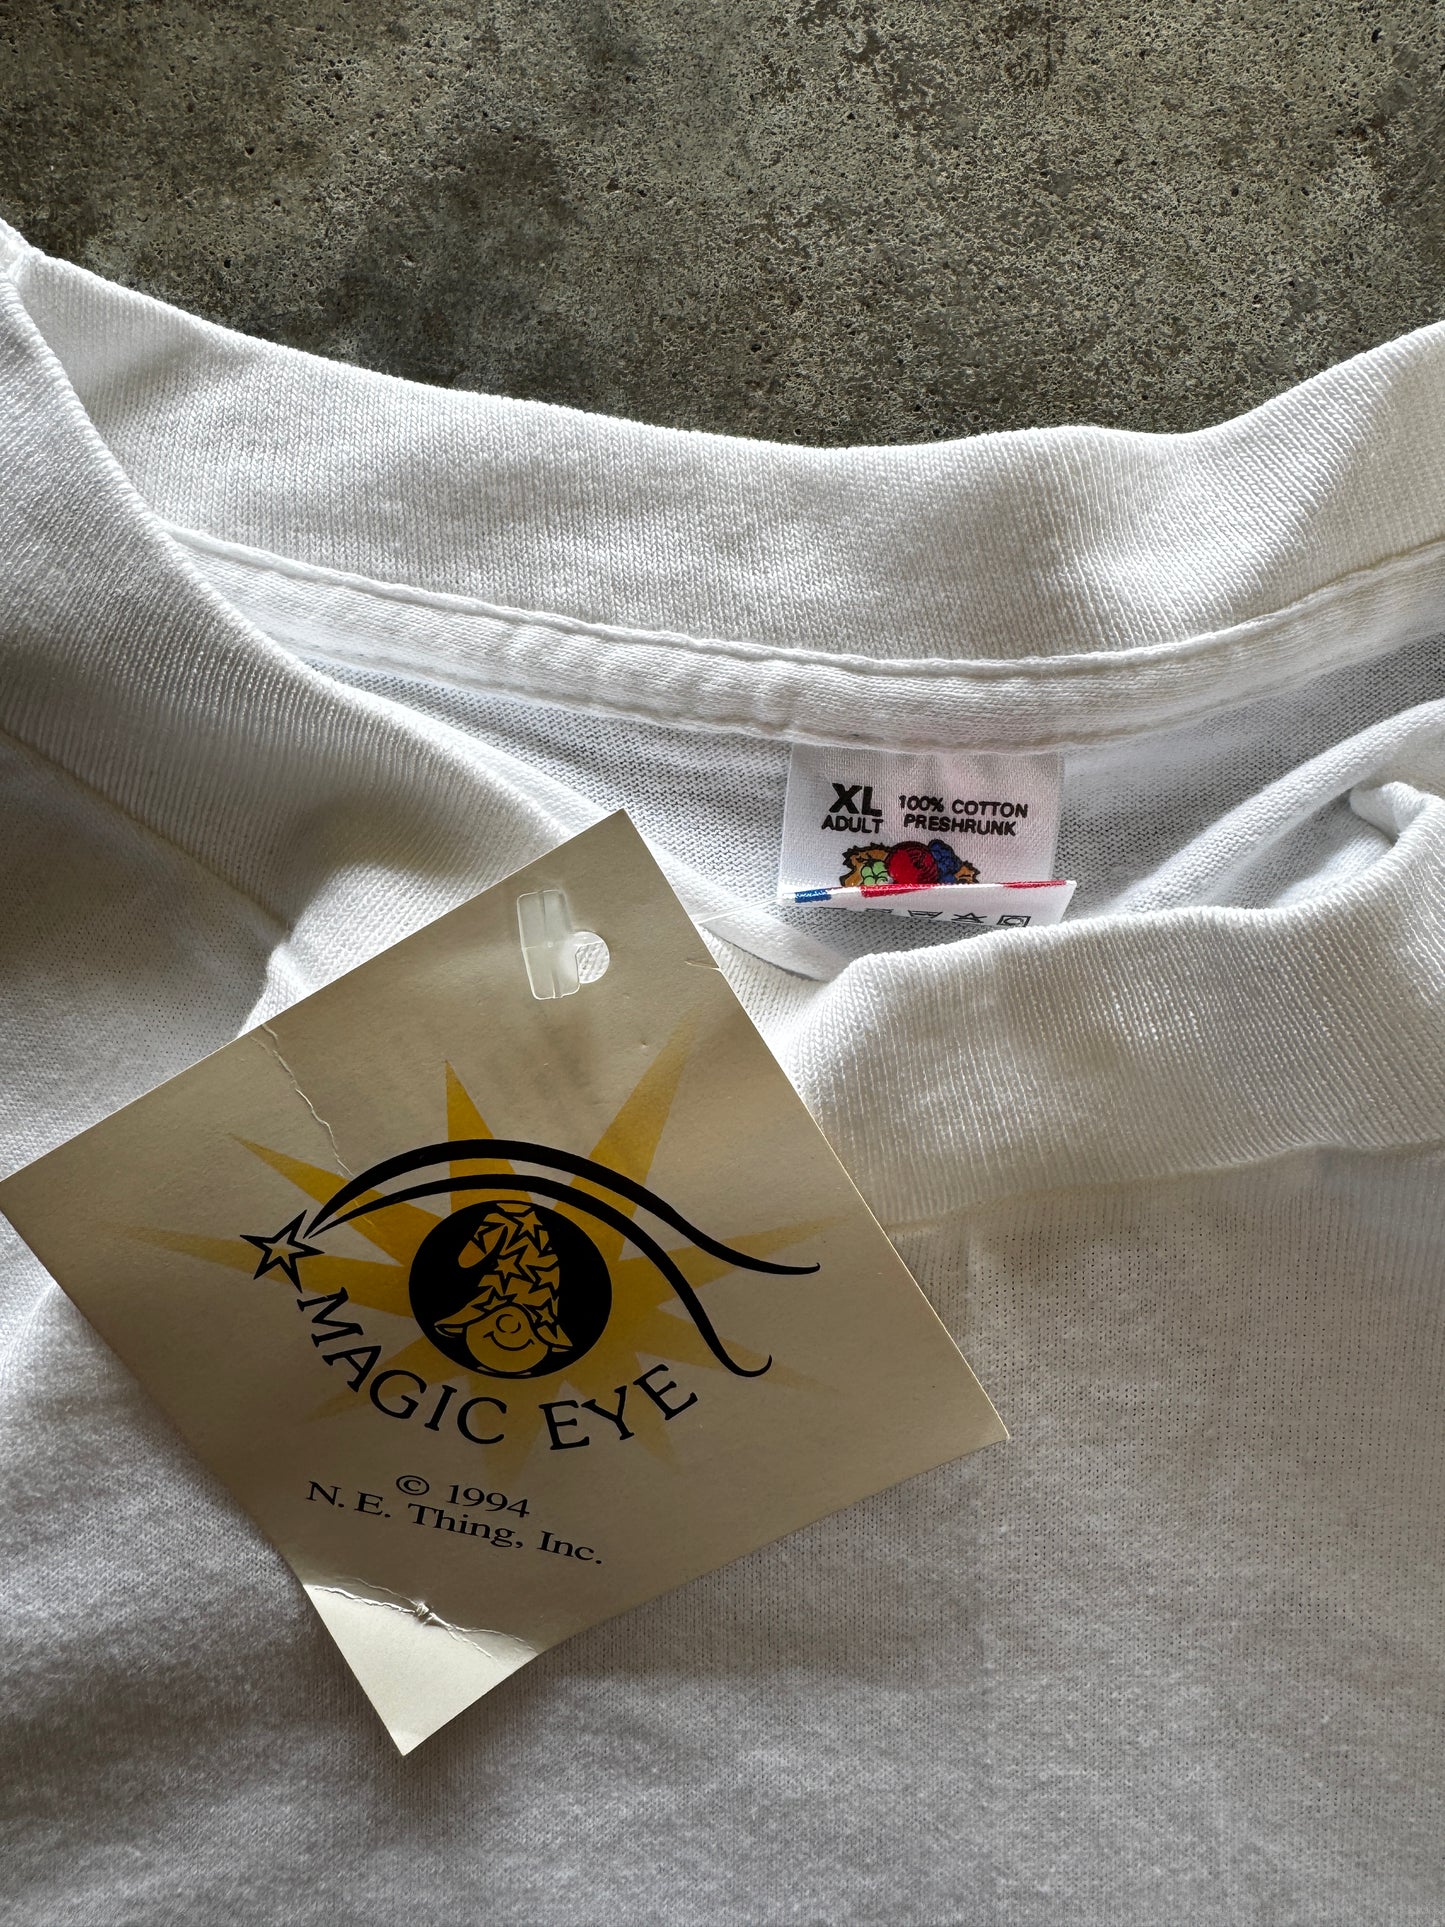 XL 100% COTTON
ADULT PRESHRUNK
MAGIC EYE
© 1994
N. E. Thing, Inc.